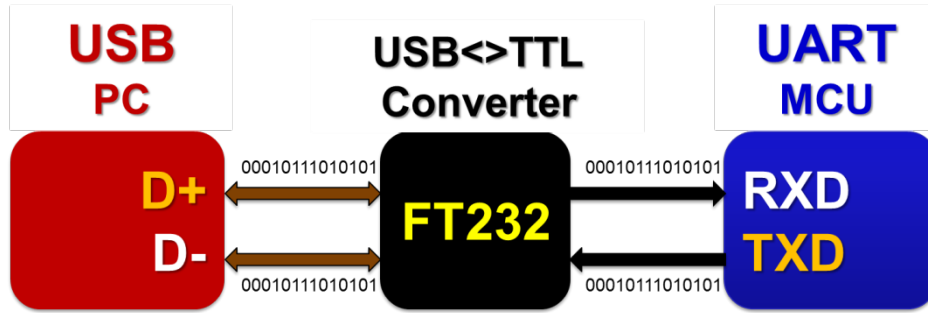 USB
PC
USB<>TTL
Converter
UART
MCU
00010111010101
00010111010101
D+
D-
FT232
RXD
TXD
00010111010101
00010111010101